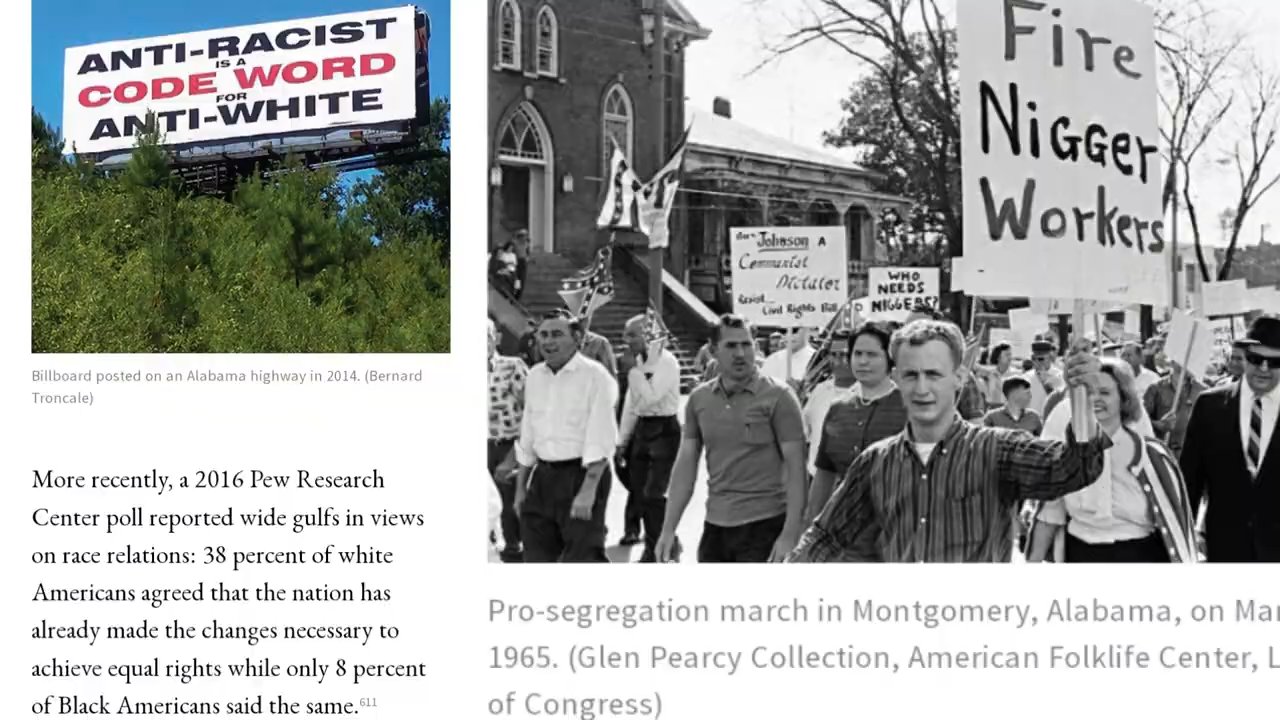 ANTI-RACIST
IS A
CODE WORD
FOR
ANTI-WHITE
Billboard posted on an Alabama highway in 2014. (Bernard
Troncale)
More recently, a 2016 Pew Research
Center poll reported wide gulfs in views
on race relations: 38 percent of white
Americans agreed that the nation has
already made the changes necessary to
achieve equal rights while only 8 percent
of Black Americans said the same.611
Fire
Nigger
Workers
Johnson A
Communist
Dictator
Resist
Civil Rights Bill
WHO
NEEDS
NIGGERS?
Pro-segregation march in Montgomery, Alabama, on Mar
1965. (Glen Pearcy Collection, American Folklife Center, L
of Congress)